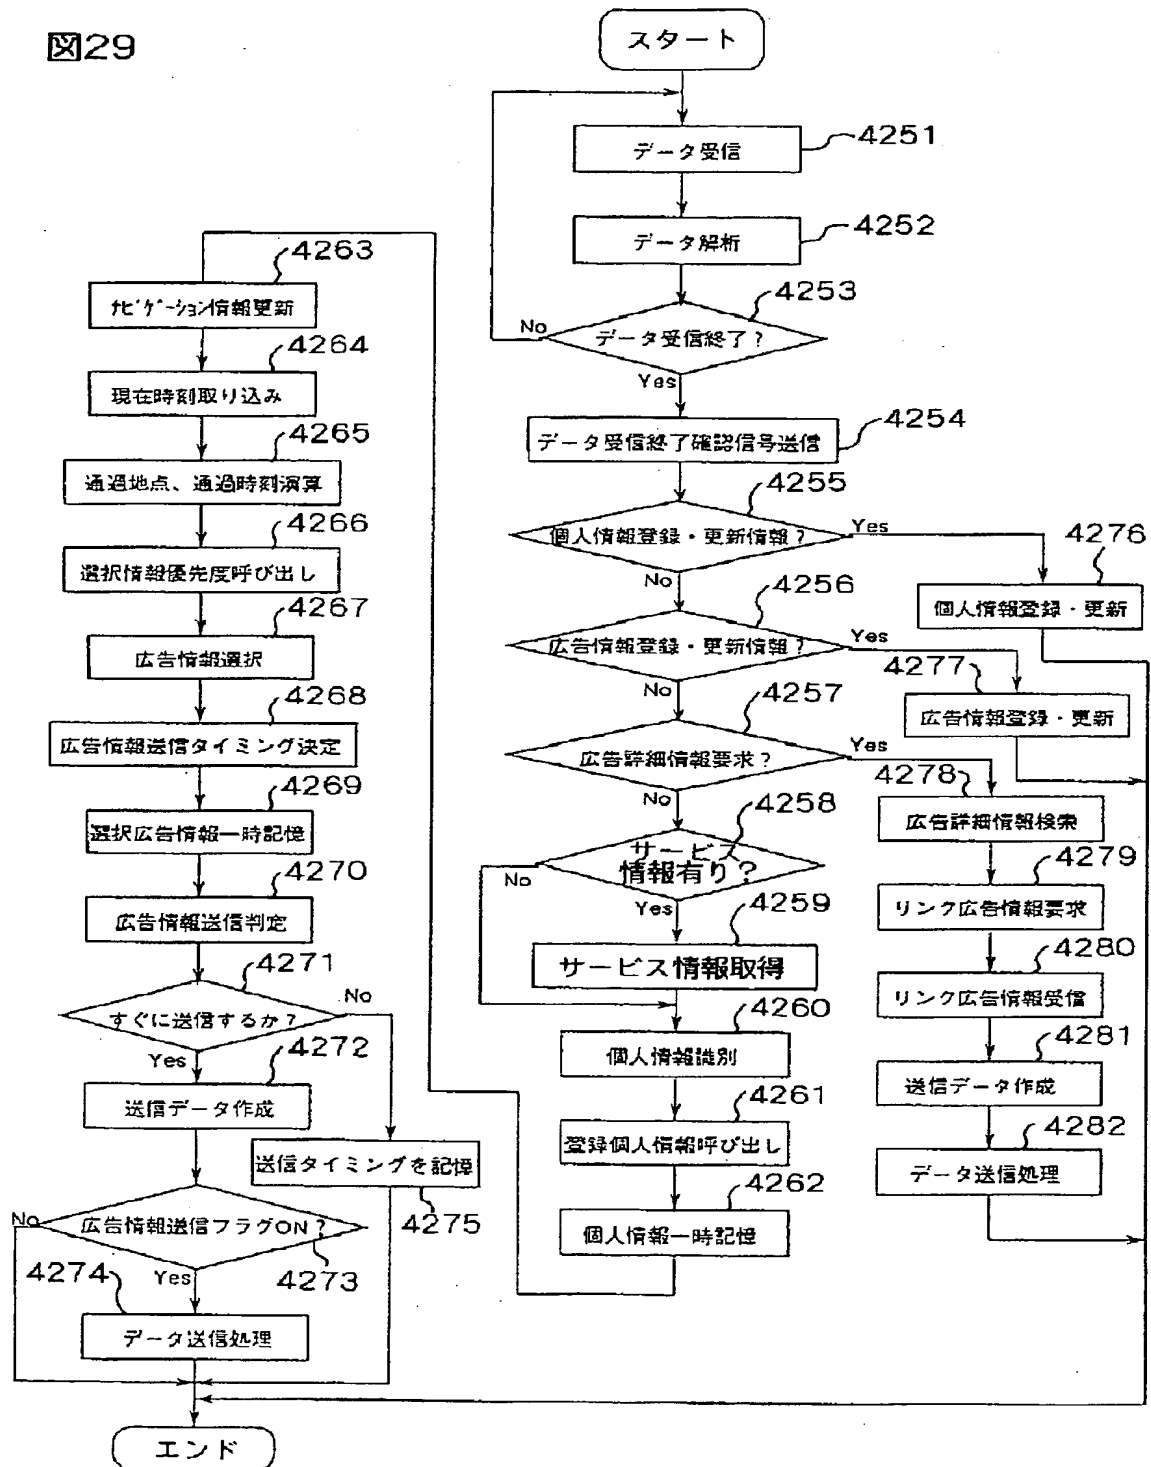 図29
スタート
データ受信
4251
データ解析
4252
データ受信終了？
4253
No
Yes
データ受信終了確認信号送信
4254
個人情報登録・更新情報？
4255
Yes
No
個人情報登録・更新
4276
広告情報登録・更新情報？
4256
Yes
No
広告情報登録・更新
4277
広告詳細情報要求？
4257
Yes
No
広告詳細情報検索
4278
リンク広告情報要求
4279
リンク広告情報受信
4280
送信データ作成
4281
データ送信処理
4282
サービス
情報有り？
4258
No
Yes
サービス情報取得
4259
個人情報識別
4260
登録個人情報呼び出し
4261
個人情報一時記憶
4262
ﾅﾋﾞｹﾞｰｼｮﾝ情報更新
4263
現在時刻取り込み
4264
通過地点、通過時刻演算
4265
選択情報優先度呼び出し
4266
広告情報選択
4267
広告情報送信タイミング決定
4268
選択広告情報一時記憶
4269
広告情報送信判定
4270
すぐに送信するか？
4271
No
Yes
送信データ作成
4272
送信タイミングを記憶
4275
広告情報送信フラグON？
4273
No
Yes
データ送信処理
4274
エンド